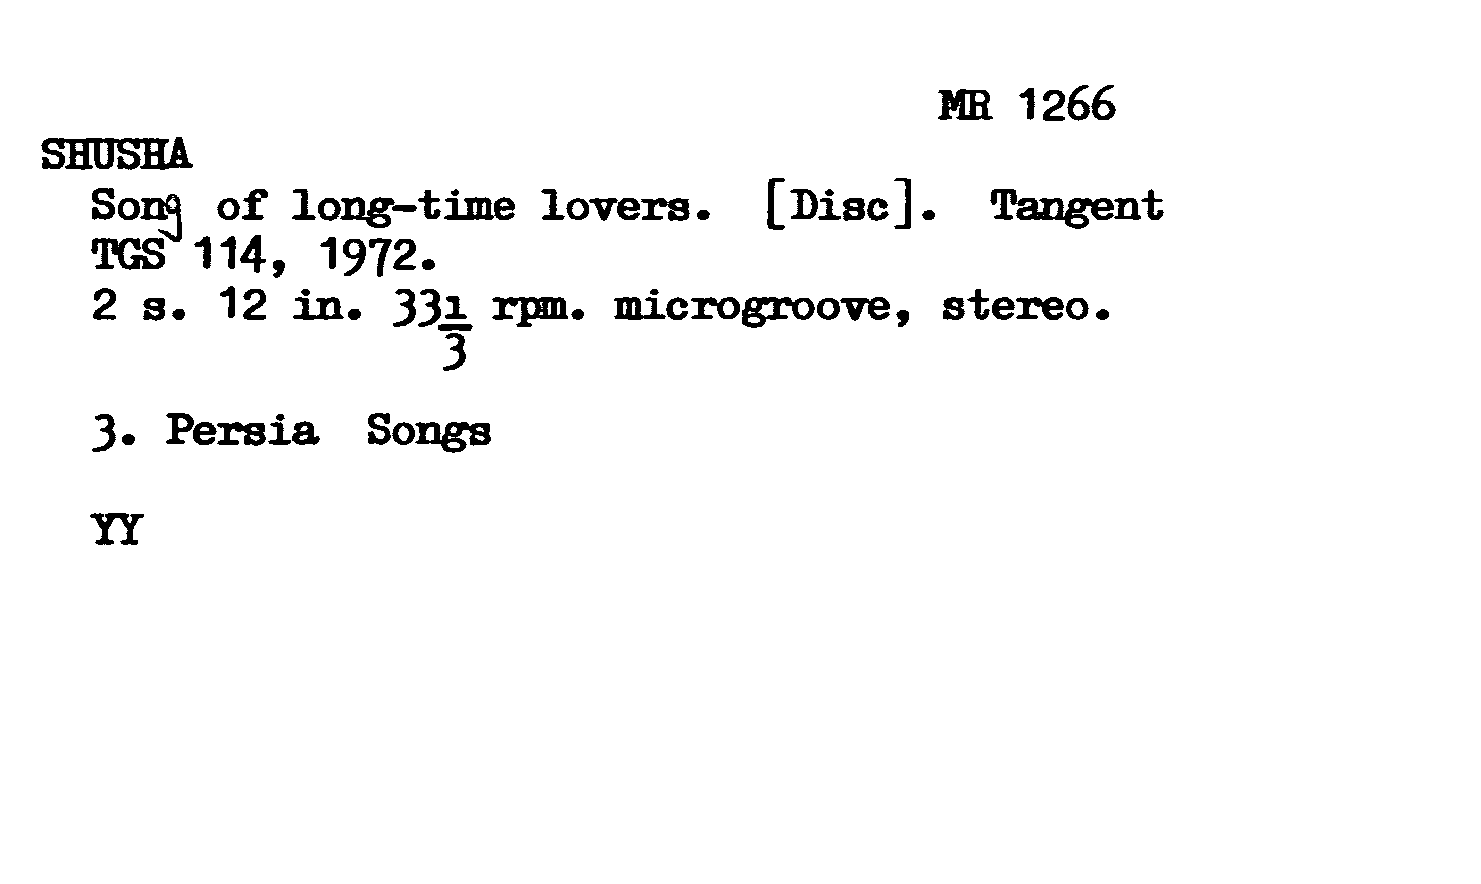 MR 1266
SHUSHA
Song of long-time lovers. [Disc]. Tangent
TGS 114, 1972.
2 s. 12 in. 33 1/3 rpm. microgroove, stereo.
3. Persia Songs
YY